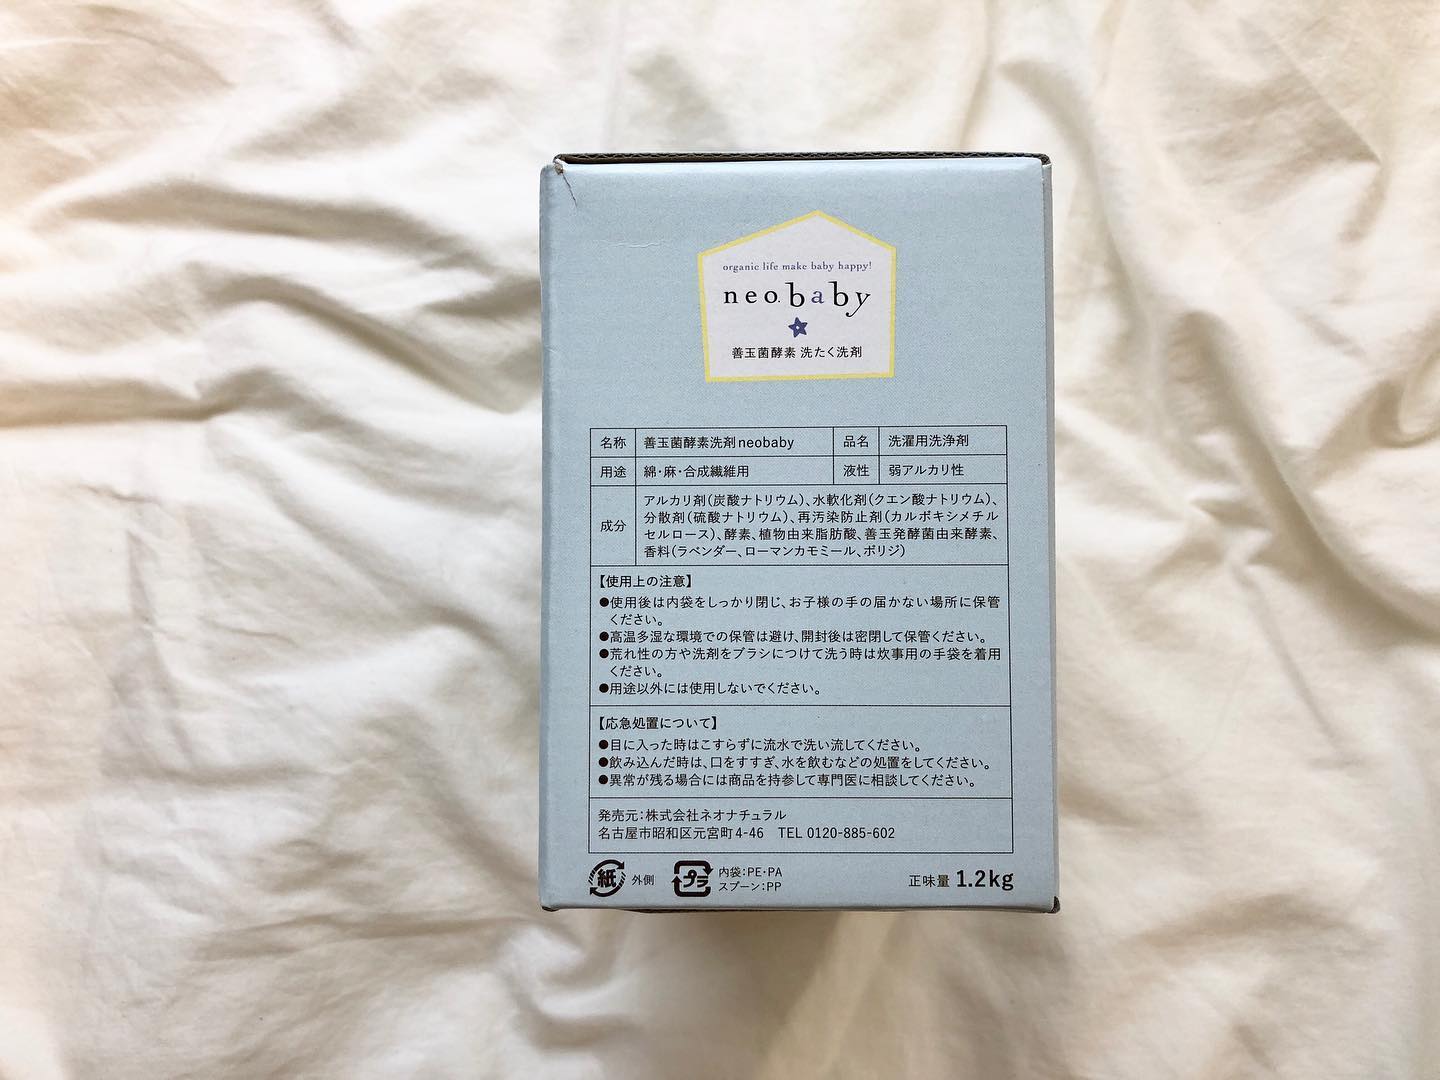 organic life make baby happy!
neo.baby
善玉菌酵素 洗たく洗剤
名称 善玉菌酵素洗剤neobaby 品名 洗濯用洗浄剤
用途 綿・麻・合成繊維用 液性 弱アルカリ性
成分
アルカリ剤(炭酸ナトリウム)、水軟化剤(クエン酸ナトリウム)、
分散剤(硫酸ナトリウム)、再汚染防止剤(カルボキシメチル
セルロース)、酵素、植物由来脂肪酸、善玉発酵菌由来酵素、
香料(ラベンダー、ローマンカモミール、ボリジ)
【使用上の注意】
●使用後は内袋をしっかり閉じ、お子様の手の届かない場所に保管
ください。
●高温多湿な環境での保管は避け、開封後は密閉して保管ください。
●荒れ性の方や洗剤をブラシにつけて洗う時は炊事用の手袋を着用
ください。
●用途以外には使用しないでください。
【応急処置について】
●目に入った時はこすらずに流水で洗い流してください。
●飲み込んだ時は、口をすすぎ、水を飲むなどの処置をしてください。
●異常が残る場合には商品を持参して専門医に相談してください。
発売元:株式会社ネオナチュラル
名古屋市昭和区元宮町4-46 TEL 0120-885-602
紙 外側 プラ 内袋:PE・PA
スプーン:PP
正味量 1.2kg